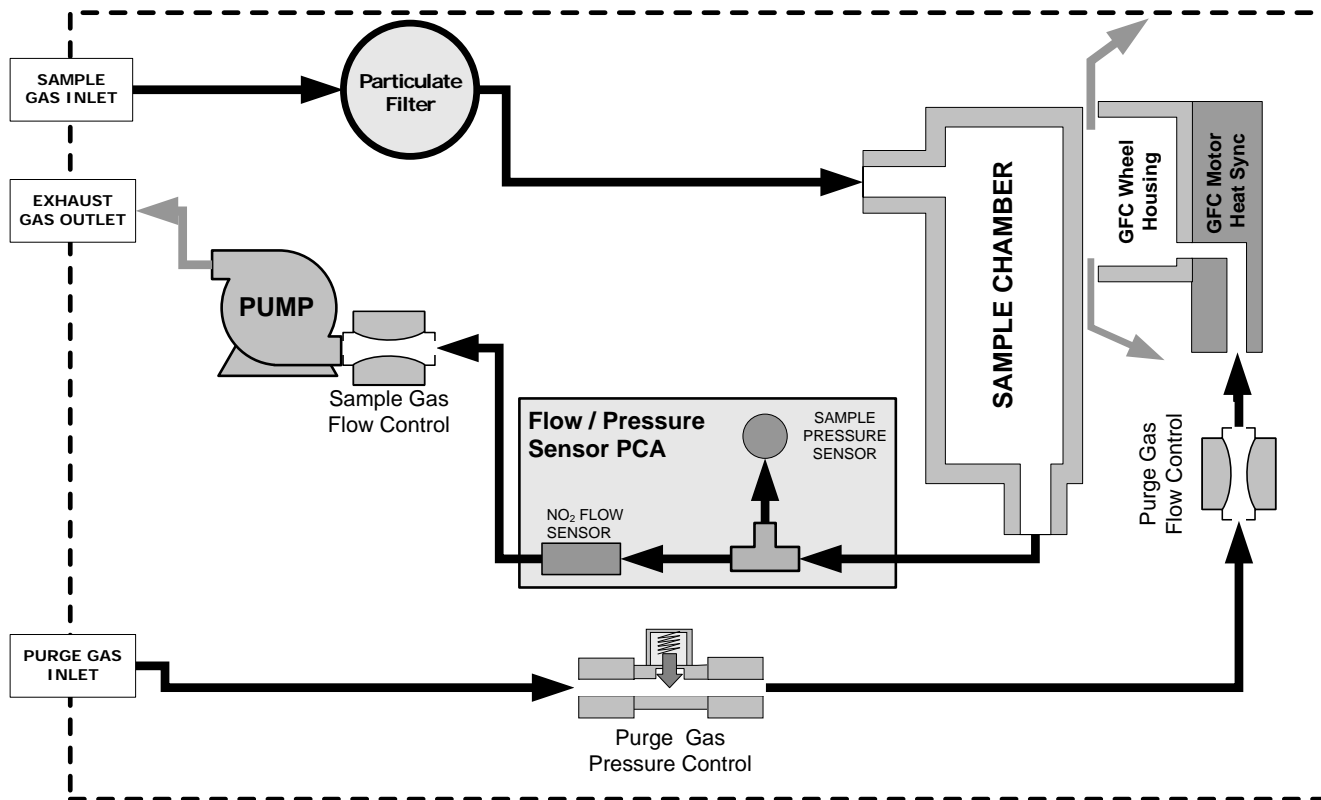 SAMPLE
GAS INLET
Particulate
Filter
EXHAUST
GAS OUTLET
PUMP
Sample Gas
Flow Control
Flow / Pressure
Sensor PCA
SAMPLE
PRESSURE
SENSOR
NO₂ FLOW
SENSOR
SAMPLE CHAMBER
GFC Wheel
Housing
GFC Motor
Heat Sync
Purge Gas
Flow Control
PURGE GAS
INLET
Purge Gas
Pressure Control